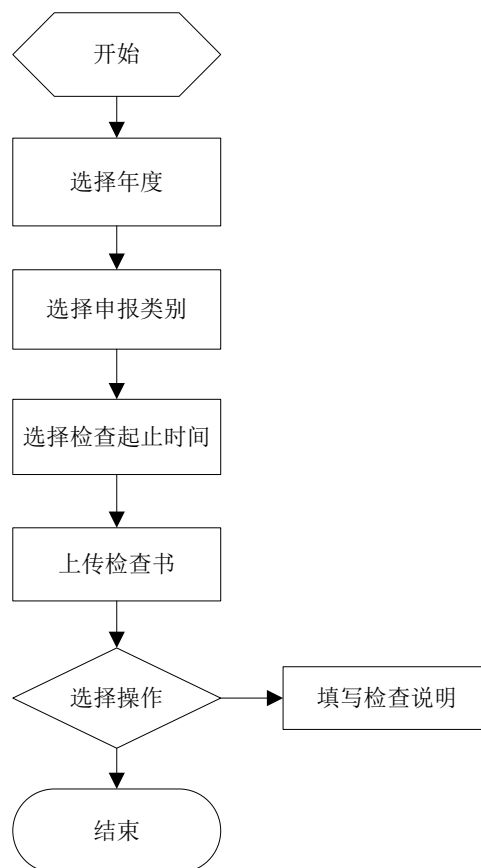 开始
选择年度
选择申报类别
选择检查起止时间
上传检查书
选择操作
填写检查说明
结束